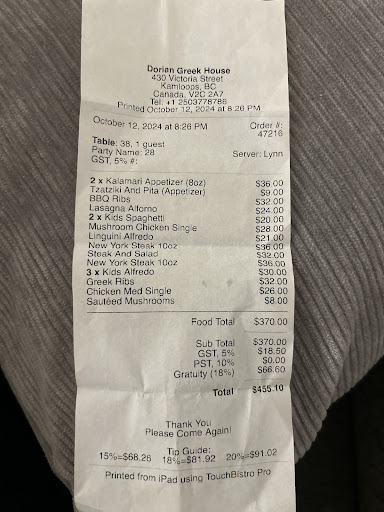 Dorian Greek House
430 Victoria Street
Kamloops, BC
Canada, V2C 2A7
Tel: +1 2503778786
Printed October 12, 2024 at 8:26 PM
October 12, 2024 at 8:26 PM Order #: 47216
Table: 38, 1 guest
Party Name: 28 Server: Lynn
GST, 5% #:
2 x Kalamari Appetizer (8oz) $36.00
Tzatziki And Pita (Appetizer) $9.00
BBQ Ribs $32.00
Lasagna Alforno $24.00
2 x Kids Spaghetti $20.00
Mushroom Chicken Single $28.00
Linguini Alfredo $21.00
New York Steak 10oz $36.00
Steak And Salad $32.00
New York Steak 10oz $36.00
3 x Kids Alfredo $30.00
Greek Ribs $32.00
Chicken Med Single $26.00
Sautéed Mushrooms $8.00
Food Total $370.00
Sub Total $370.00
GST, 5% $18.50
PST, 10% $0.00
Gratuity (18%) $66.60
Total $455.10
Thank You
Please Come Again!
Tip Guide:
15%=$68.26 18%=$81.92 20%=$91.02
Printed from iPad using TouchBistro Pro